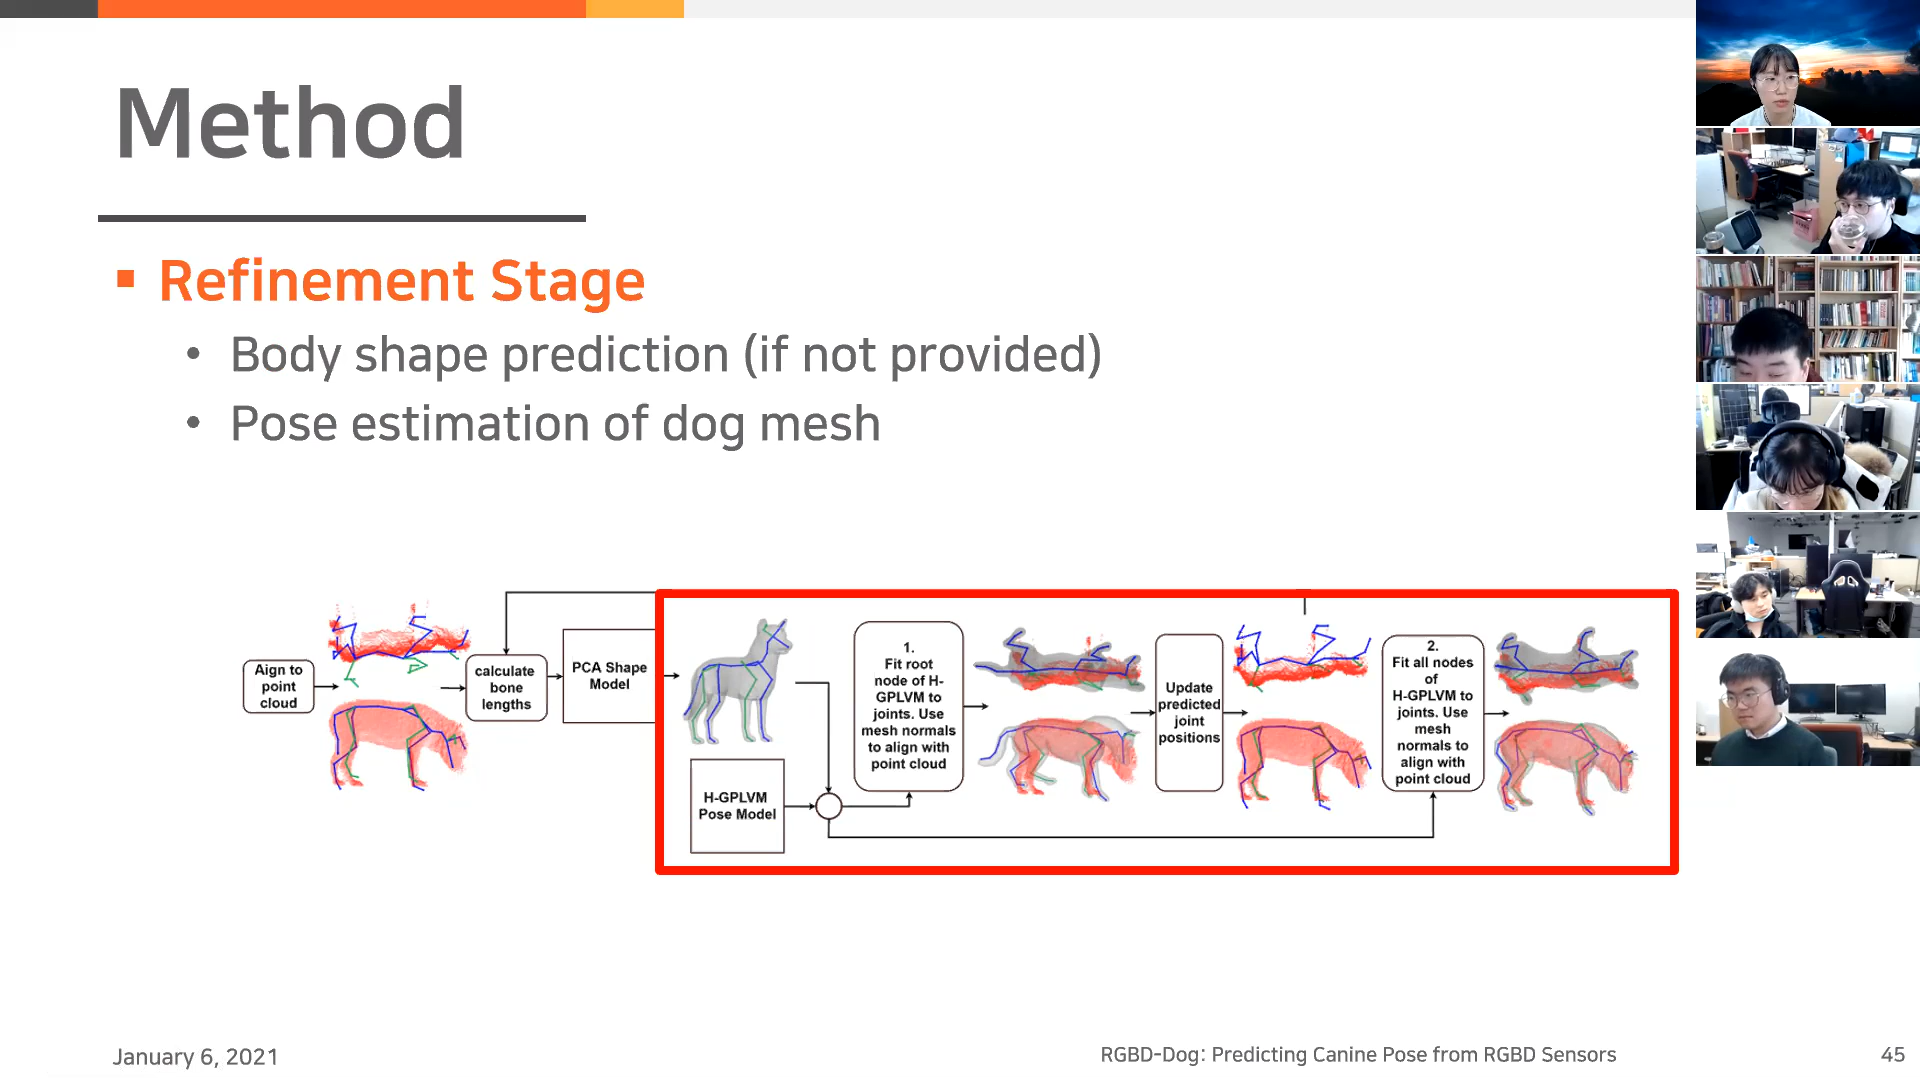 Method
Refinement Stage
• Body shape prediction (if not provided)
• Pose estimation of dog mesh
Aign to
point
cloud
calculate
bone
lengths
PCA Shape
Model
H-GPLVM
Pose Model
1.
Fit root
node of H-
GPLVM to
joints. Use
mesh normals
to align with
point cloud
Update
predicted
joint
positions
2.
Fit all nodes
of
H-GPLVM to
joints. Use
mesh
normals to
align with
point cloud
January 6, 2021
RGBD-Dog: Predicting Canine Pose from RGBD Sensors
45